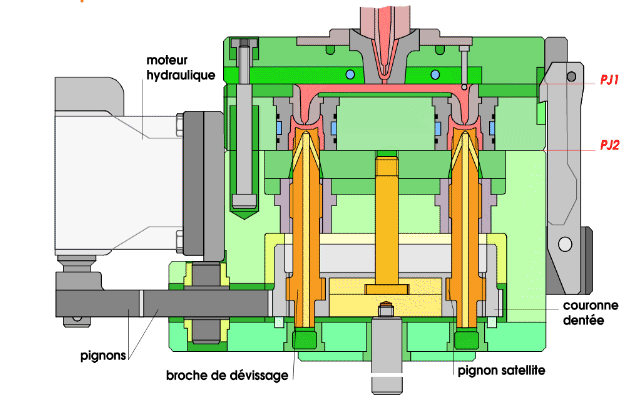 moteur
hydraulique
PJ1
PJ2
couronne
dentée
pignons
broche de dévissage
pignon satellite